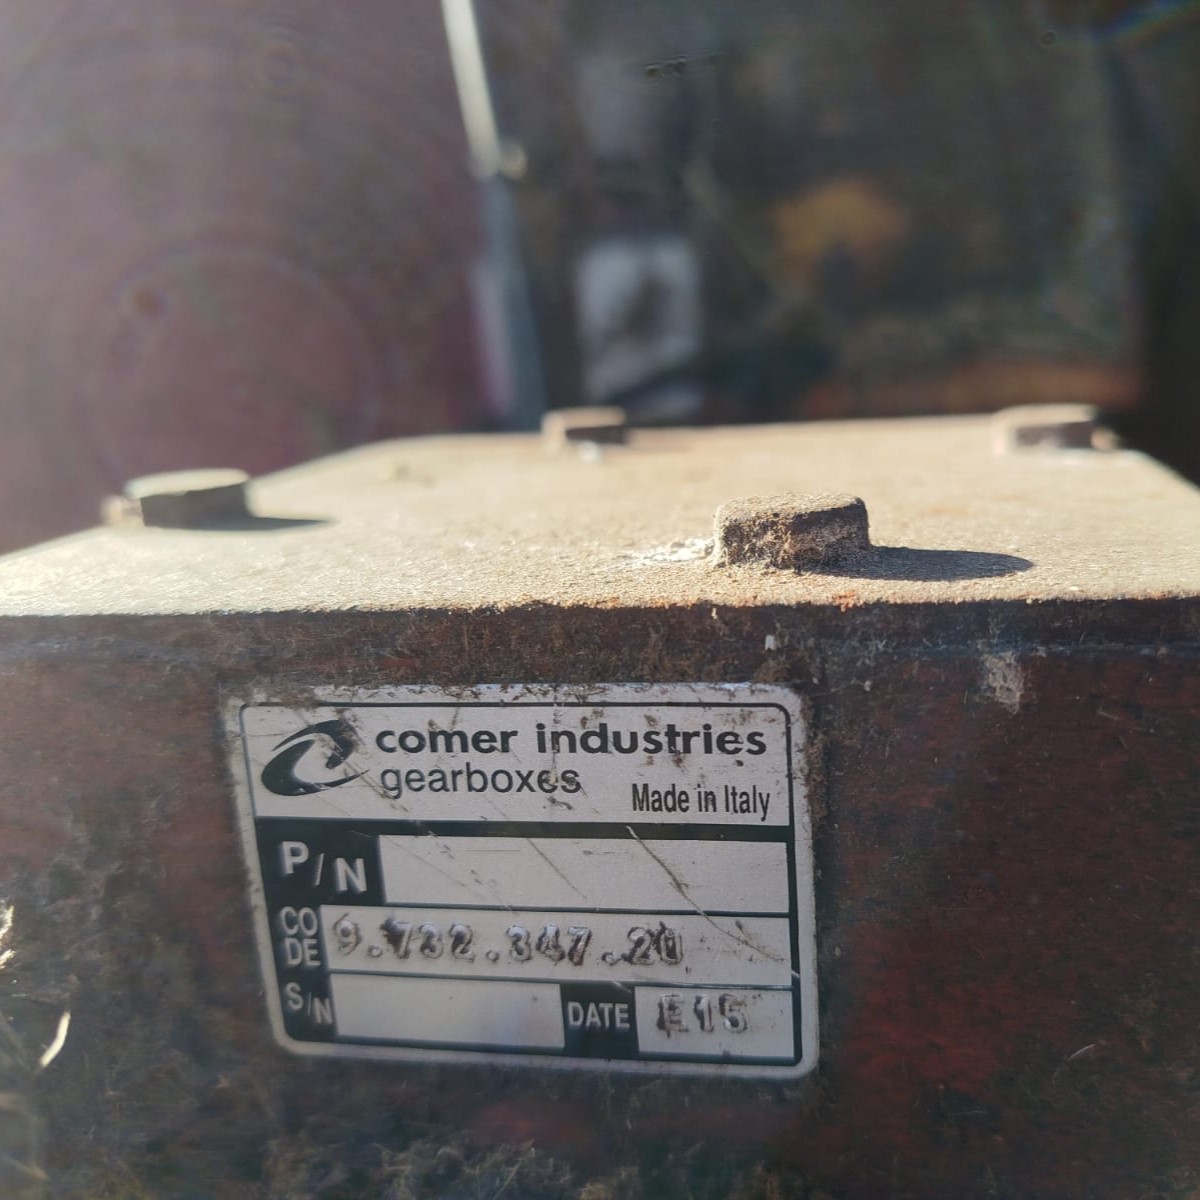 comer industries
gearboxes
Made in Italy
P/N
CODE 9.732.347.20
S/N DATE E15